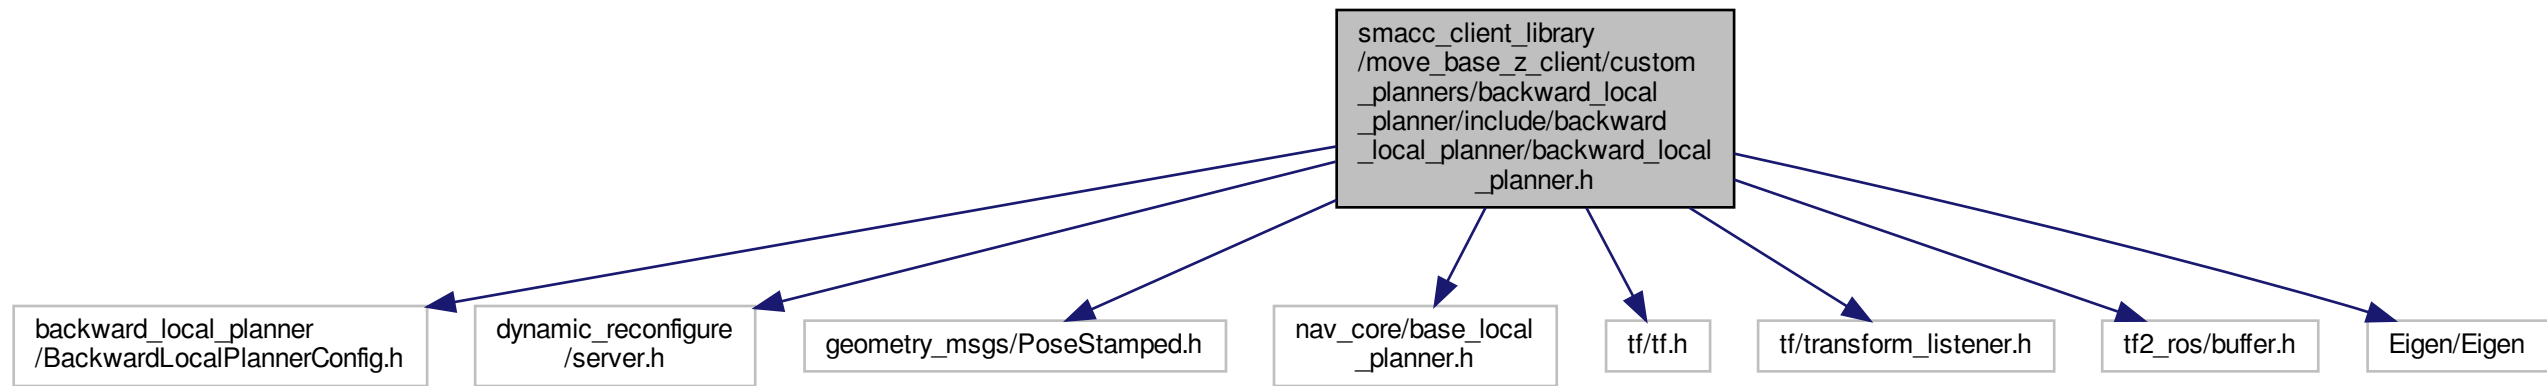 smacc_client_library
/move_base_z_client/custom
_planners/backward_local
_planner/include/backward
_local_planner/backward_local
_planner.h
backward_local_planner
/BackwardLocalPlannerConfig.h
dynamic_reconfigure
/server.h
geometry_msgs/PoseStamped.h
nav_core/base_local
_planner.h
tf/tf.h
tf/transform_listener.h
tf2_ros/buffer.h
Eigen/Eigen